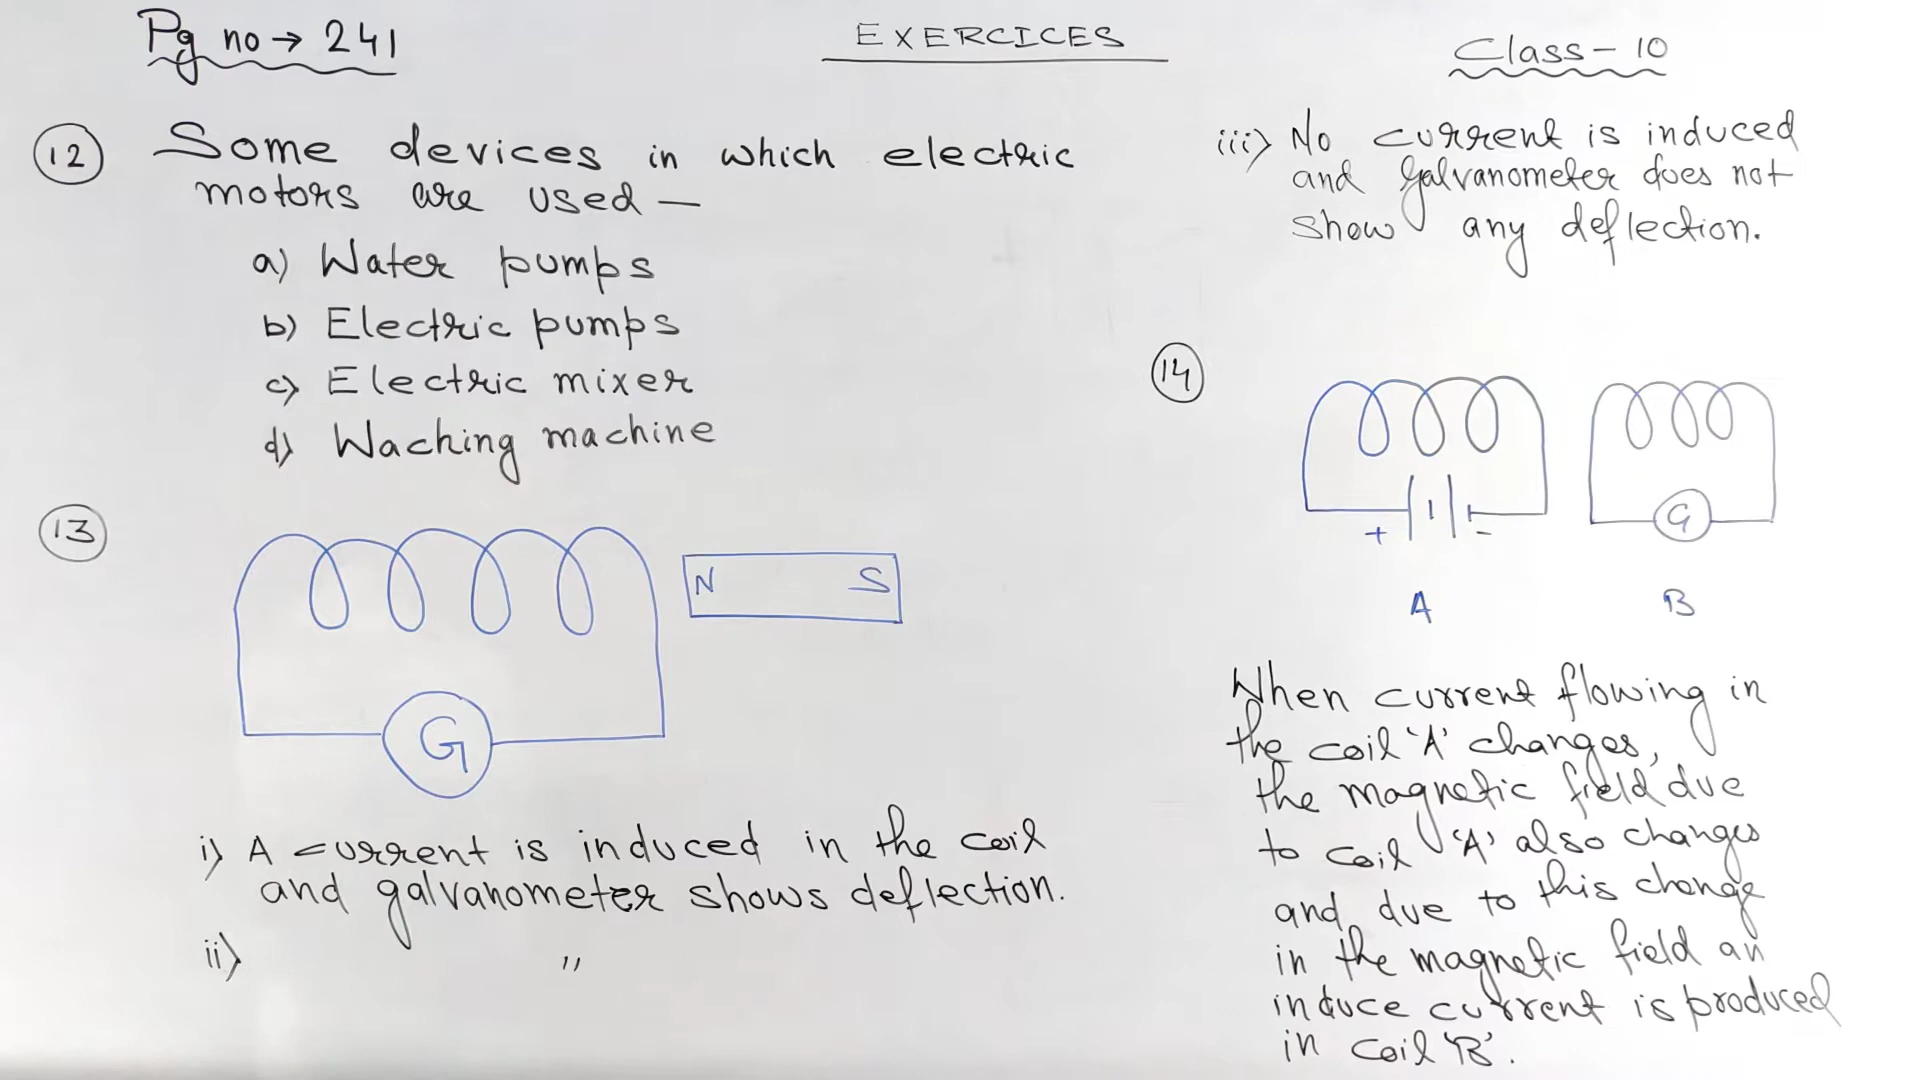 Pg no → 241
EXERCICES
Class - 10
12 Some devices in which electric
motors are used —
a) Water pumps
b) Electric pumps
c) Electric mixer
d) Waching machine
13
N S
G
i) A current is induced in the coil
and galvanometer shows deflection.
ii) "
iii) No current is induced
and galvanometer does not
show any deflection.
14
+ -
G
A B
When current flowing in
the coil 'A' changes,
the magnetic field due
to coil 'A' also changes
and due to this change
in the magnetic field an
induce current is produced
in coil 'B'.